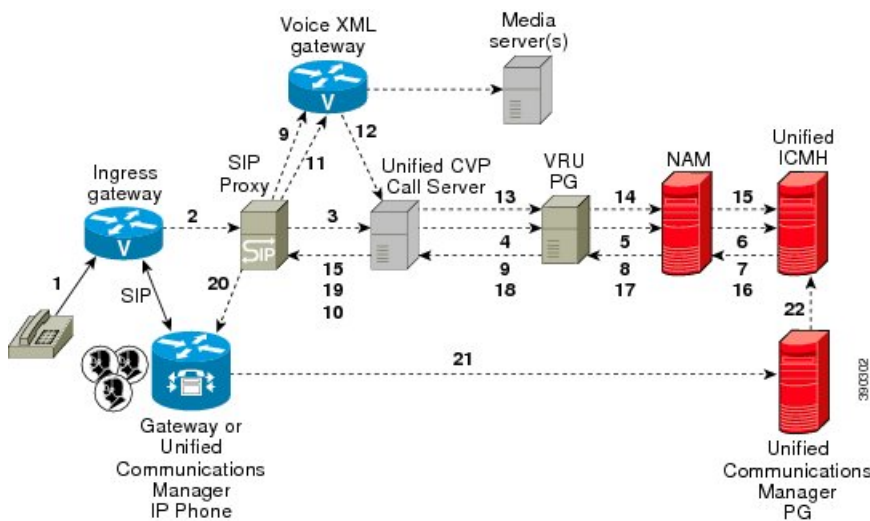 Voice XML
gateway
Media
server(s)
9
11
12
Ingress
gateway
SIP
Proxy
Unified CVP
Call Server
VRU
PG
NAM
Unified
ICMH
V
V
1
2
SIP
3
13
14
15
4
9
18
5
8
17
6
7
16
15
19
10
20
SIP
22
21
390302
Gateway or
Unified
Communications
Manager
IP Phone
Unified
Communications
Manager
PG